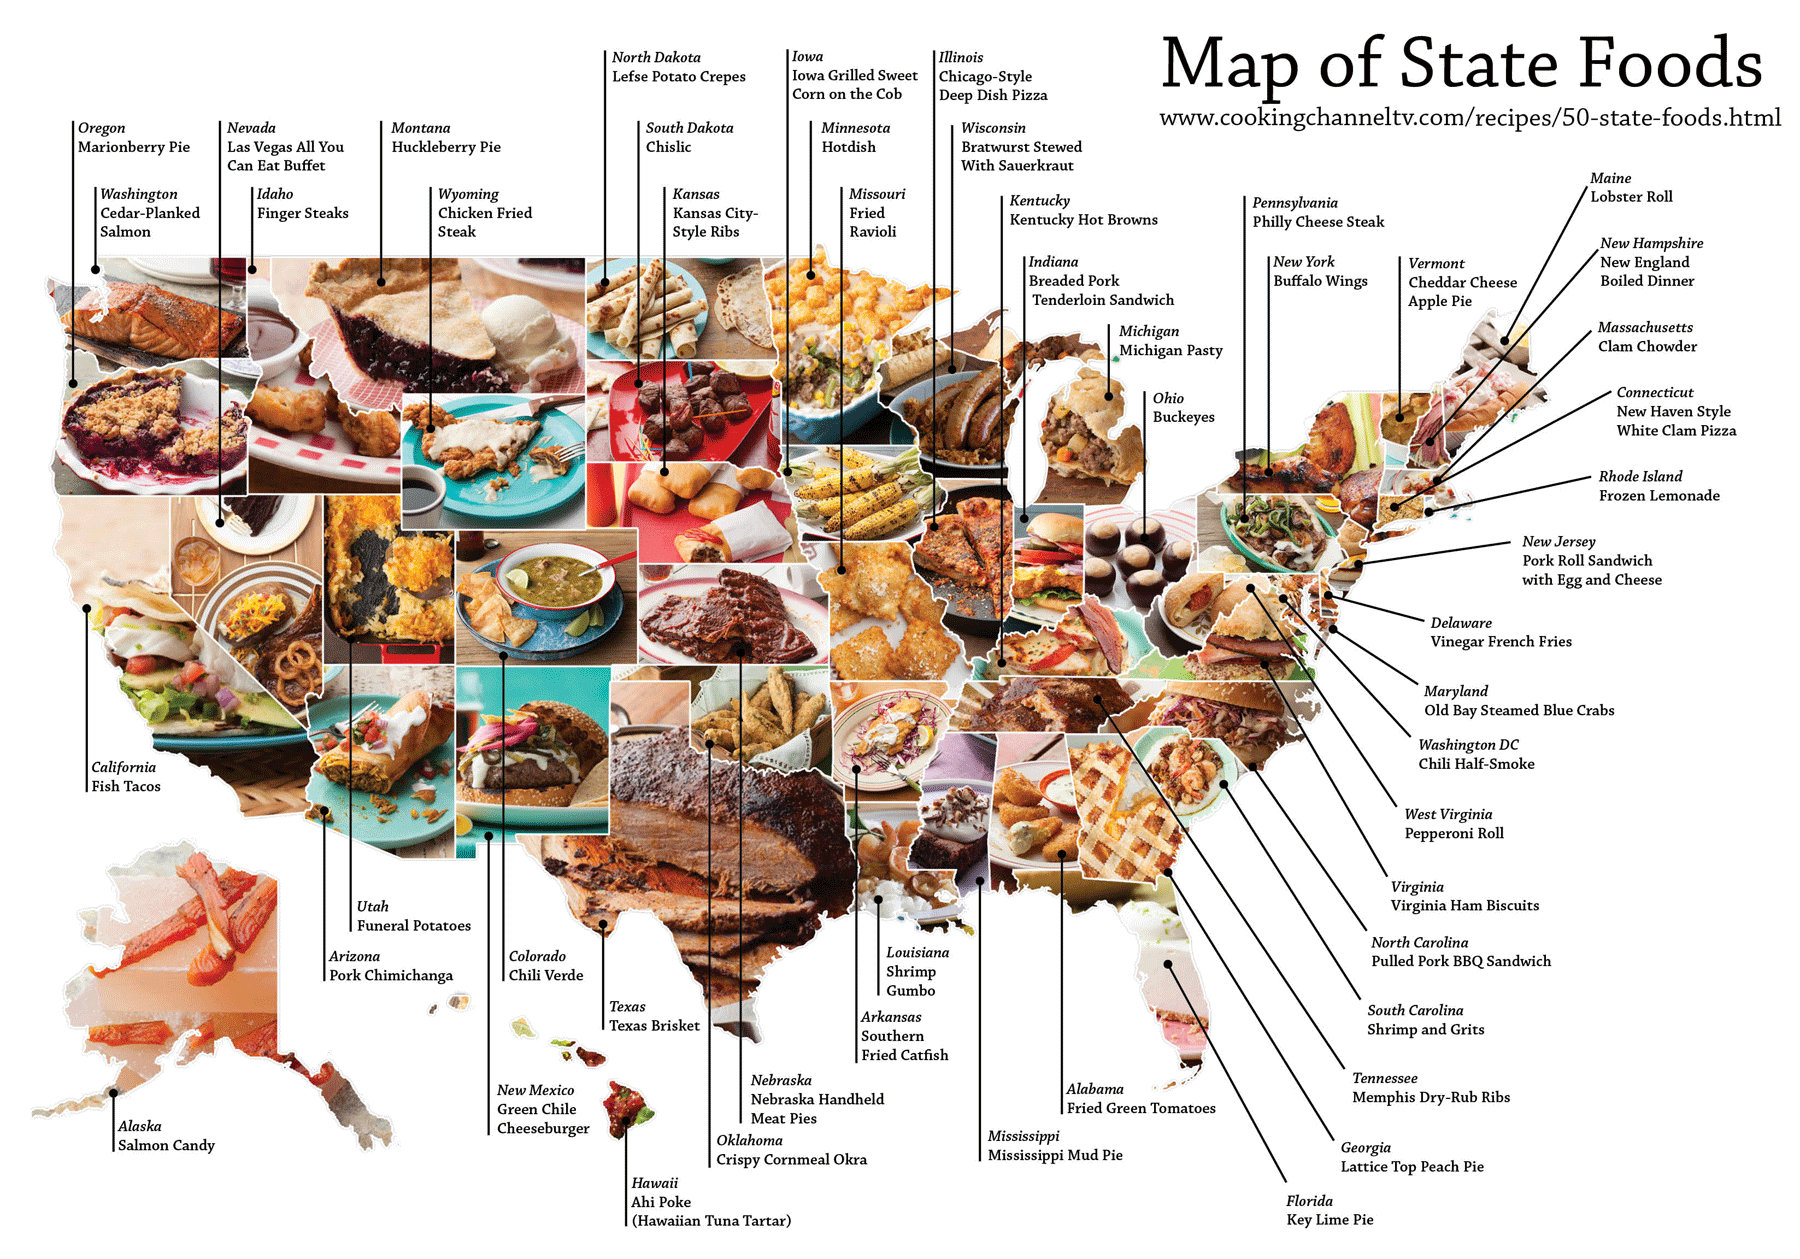 Map of State Foods
www.cookingchanneltv.com/recipes/50-state-foods.html
North Dakota
Lefse Potato Crepes
Iowa
Iowa Grilled Sweet
Corn on the Cob
Illinois
Chicago-Style
Deep Dish Pizza
Oregon
Marionberry Pie
Nevada
Las Vegas All You
Can Eat Buffet
Montana
Huckleberry Pie
South Dakota
Chislic
Minnesota
Hotdish
Wisconsin
Bratwurst Stewed
With Sauerkraut
Washington
Cedar-Planked
Salmon
Idaho
Finger Steaks
Wyoming
Chicken Fried
Steak
Kansas
Kansas City-
Style Ribs
Missouri
Fried
Ravioli
Kentucky
Kentucky Hot Browns
Pennsylvania
Philly Cheese Steak
Maine
Lobster Roll
Indiana
Breaded Pork
Tenderloin Sandwich
New York
Buffalo Wings
Vermont
Cheddar Cheese
Apple Pie
New Hampshire
New England
Boiled Dinner
Michigan
Michigan Pasty
Massachusetts
Clam Chowder
Ohio
Buckeyes
Connecticut
New Haven Style
White Clam Pizza
Rhode Island
Frozen Lemonade
New Jersey
Pork Roll Sandwich
with Egg and Cheese
Delaware
Vinegar French Fries
Maryland
Old Bay Steamed Blue Crabs
Washington DC
Chili Half-Smoke
California
Fish Tacos
West Virginia
Pepperoni Roll
Virginia
Virginia Ham Biscuits
Utah
Funeral Potatoes
North Carolina
Pulled Pork BBQ Sandwich
Arizona
Pork Chimichanga
Colorado
Chili Verde
Louisiana
Shrimp
Gumbo
Texas
Texas Brisket
Arkansas
Southern
Fried Catfish
South Carolina
Shrimp and Grits
New Mexico
Green Chile
Cheeseburger
Nebraska
Nebraska Handheld
Meat Pies
Alabama
Fried Green Tomatoes
Tennessee
Memphis Dry-Rub Ribs
Alaska
Salmon Candy
Oklahoma
Crispy Cornmeal Okra
Mississippi
Mississippi Mud Pie
Georgia
Lattice Top Peach Pie
Hawaii
Ahi Poke
(Hawaiian Tuna Tartar)
Florida
Key Lime Pie